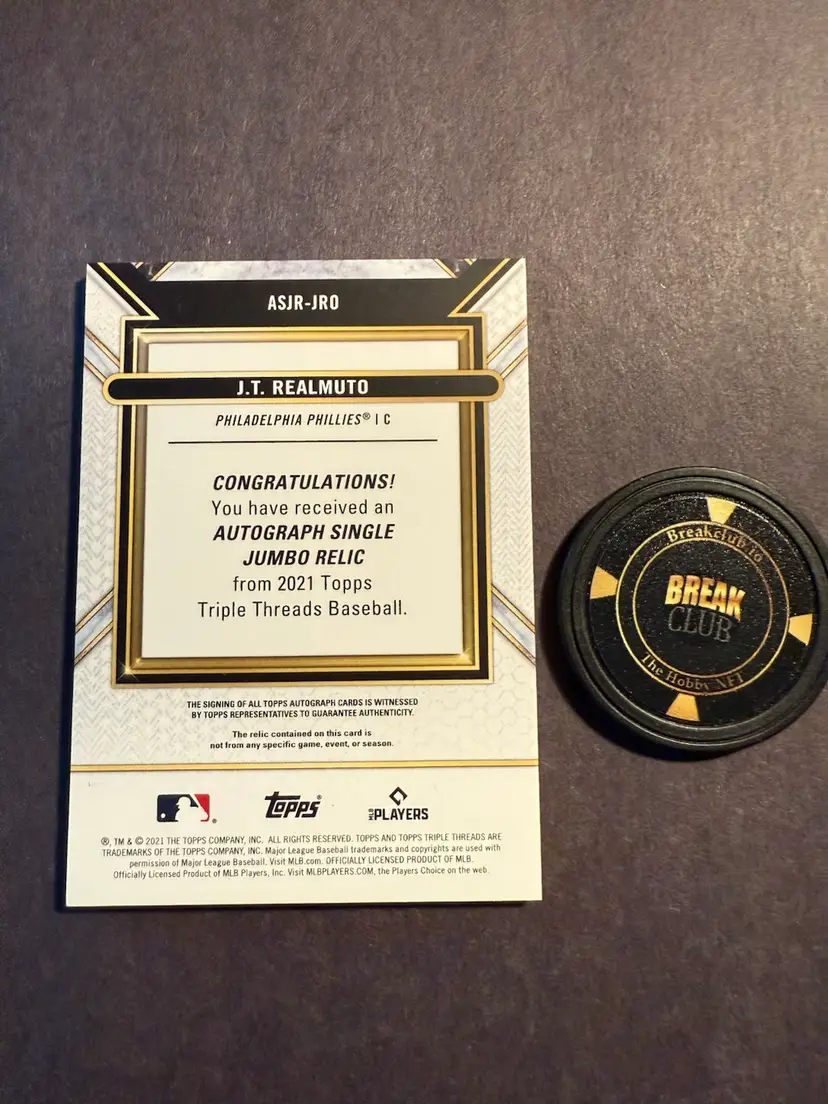 ASJR-JRO
J.T. REALMUTO
PHILADELPHIA PHILLIES® | C
CONGRATULATIONS!
You have received an
AUTOGRAPH SINGLE
JUMBO RELIC
from 2021 Topps
Triple Threads Baseball.
THE SIGNING OF ALL TOPPS AUTOGRAPH CARDS IS WITNESSED
BY TOPPS REPRESENTATIVES TO GUARANTEE AUTHENTICITY.
The relic contained on this card is
not from any specific game, event, or season.
Topps®
MLB PLAYERS
®, TM & © 2021 THE TOPPS COMPANY, INC. ALL RIGHTS RESERVED. TOPPS AND TOPPS TRIPLE THREADS ARE
TRADEMARKS OF THE TOPPS COMPANY, INC. Major League Baseball trademarks and copyrights are used with
permission of Major League Baseball. Visit MLB.com. OFFICIALLY LICENSED PRODUCT OF MLB.
Officially Licensed Product of MLB Players, Inc. Visit MLBPLAYERS.COM, the Players Choice on the web.
Breakclub.io
BREAK
CLUB
The Hobby NFT